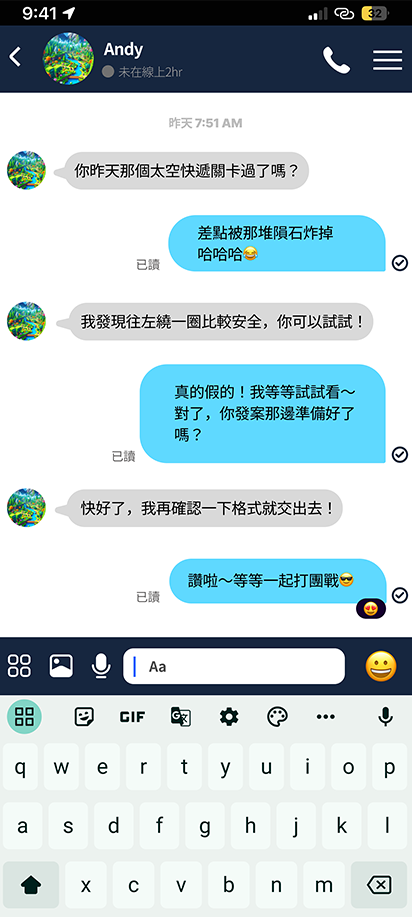 9:41
32
Andy
未在線上2hr
昨天 7:51 AM
你昨天那個太空快遞關卡過了嗎？
差點被那堆隕石炸掉
哈哈哈😂
已讀
我發現往左繞一圈比較安全，你可以試試！
真的假的！我等等試試看～
對了，你發案那邊準備好了
嗎？
已讀
快好了，我再確認一下格式就交出去！
讚啦～等等一起打團戰😎
已讀
😍
Aa
GIF
q w e r t y u i o p
a s d f g h j k l
x c v b n m